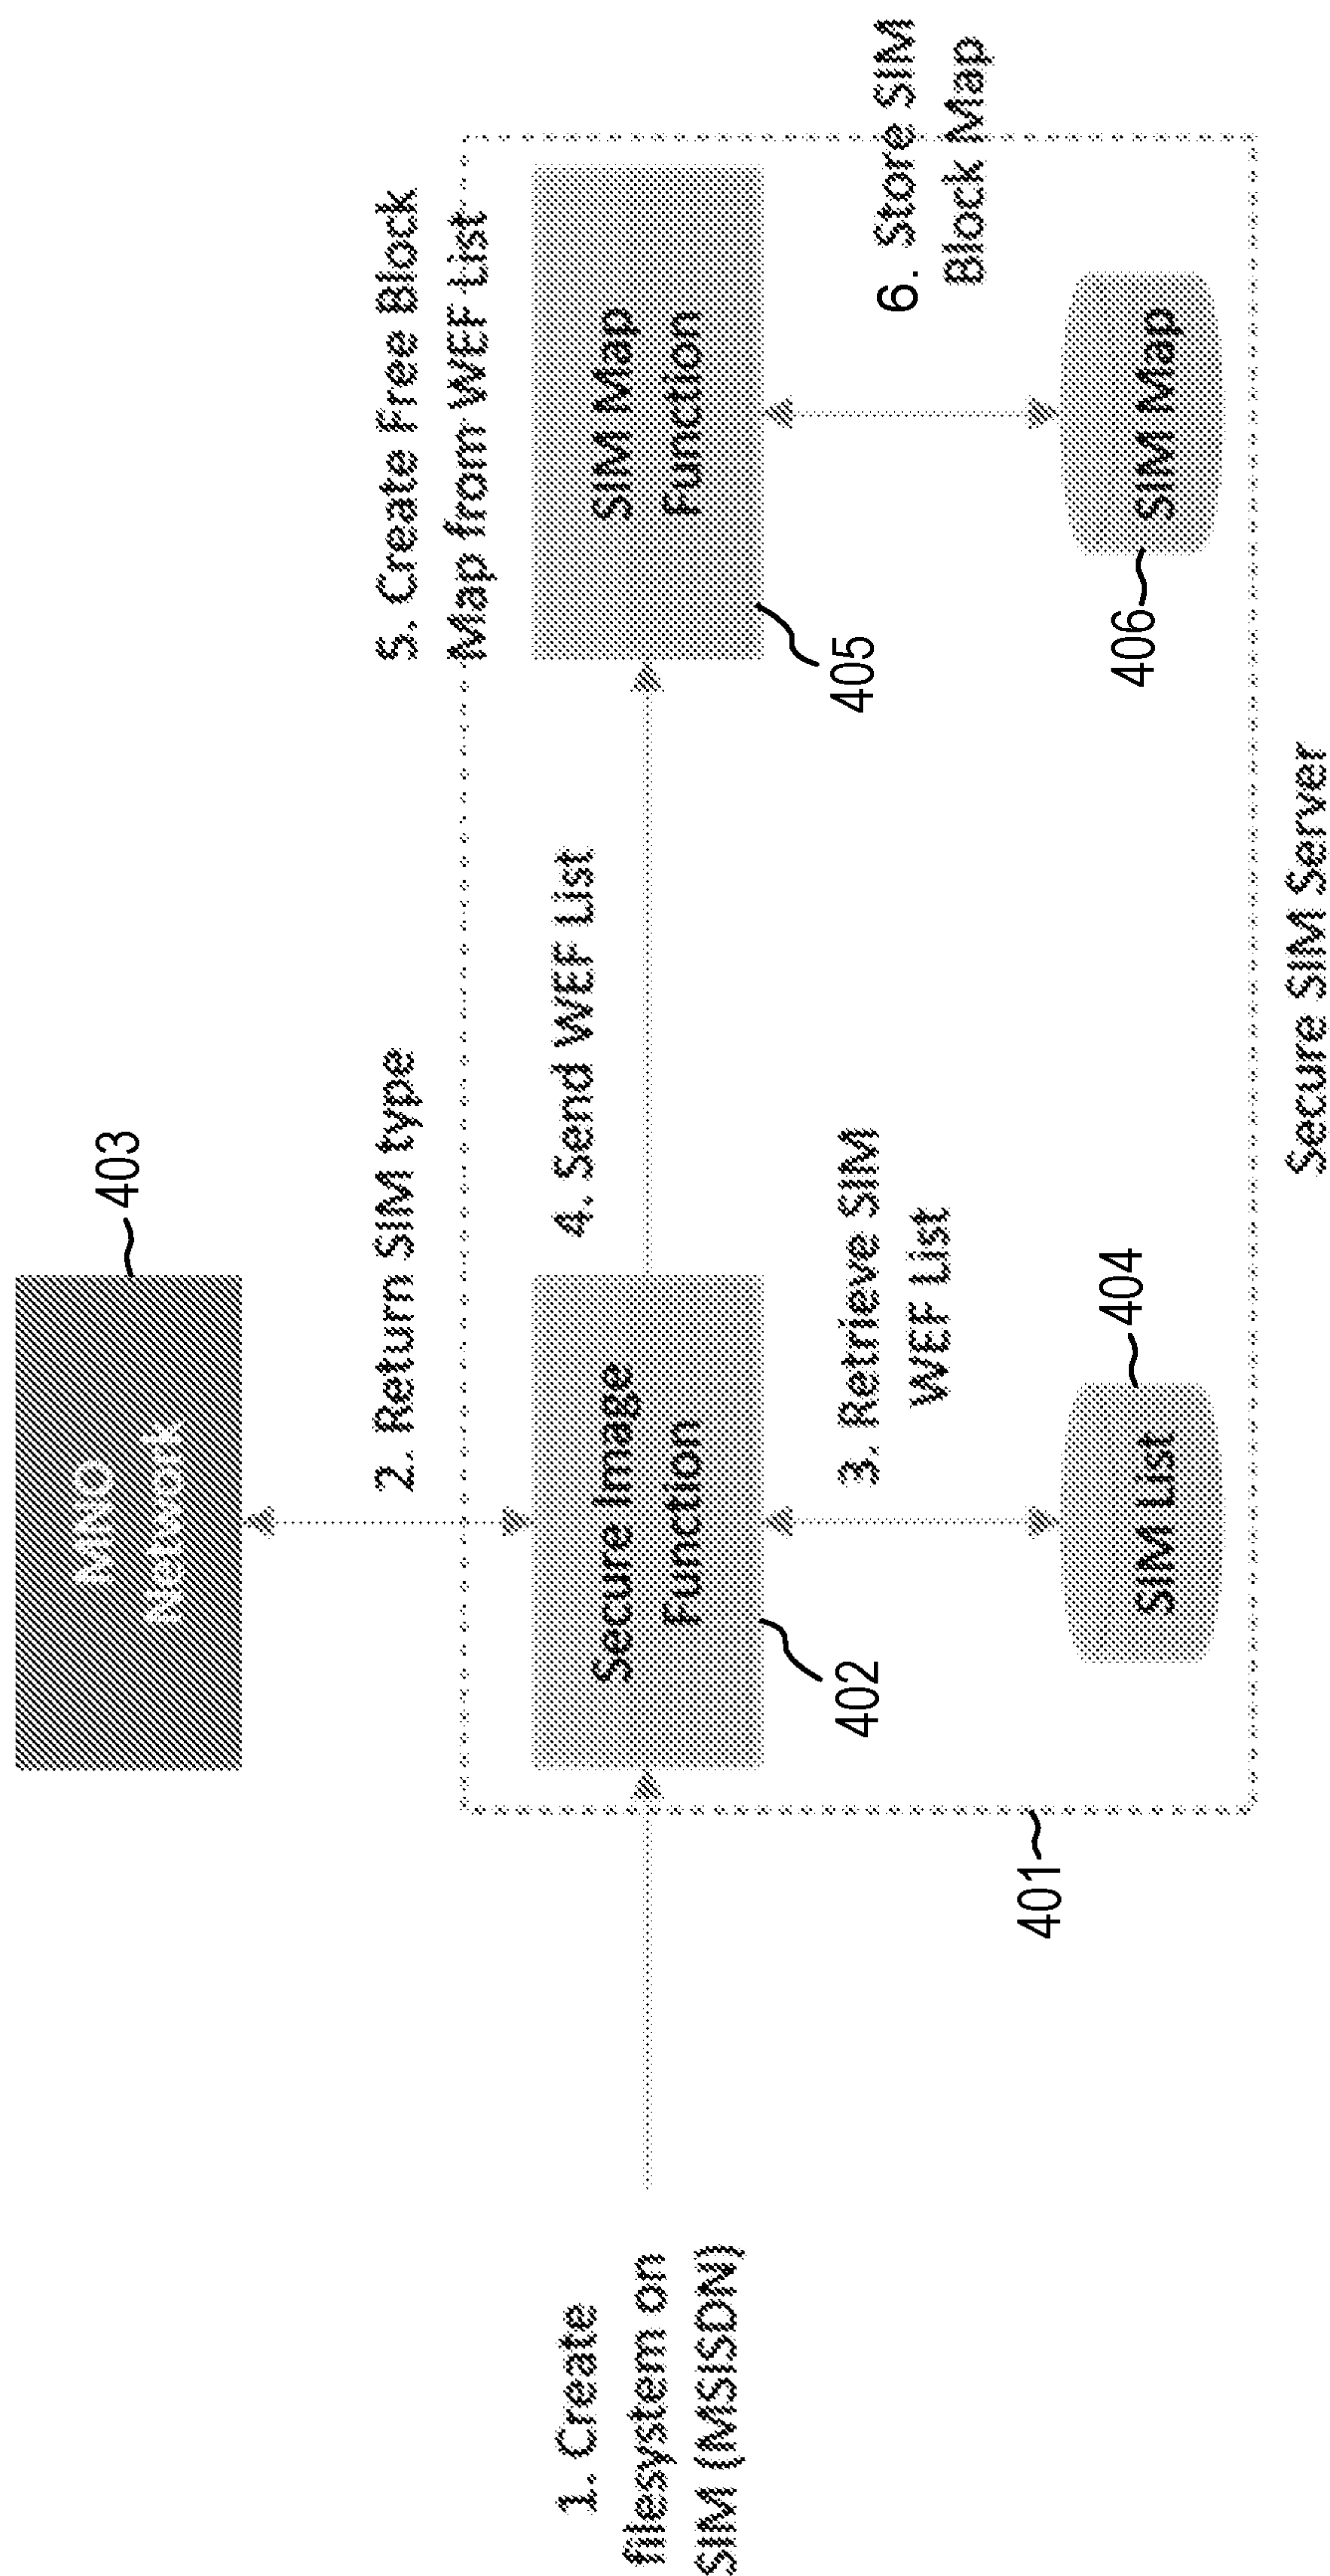 MNO
Network
403
2. Return SIM type
5. Create Free Block
Map from WEF List
1. Create
filesystem on
SIM (MSISDN)
Secure Image
Function
402
4. Send WEF List
SIM Map
Function
405
3. Retrieve SIM
WEF List
6. Store SIM
Block Map
401
SIM List
404
SIM Map
406
Secure SIM Server